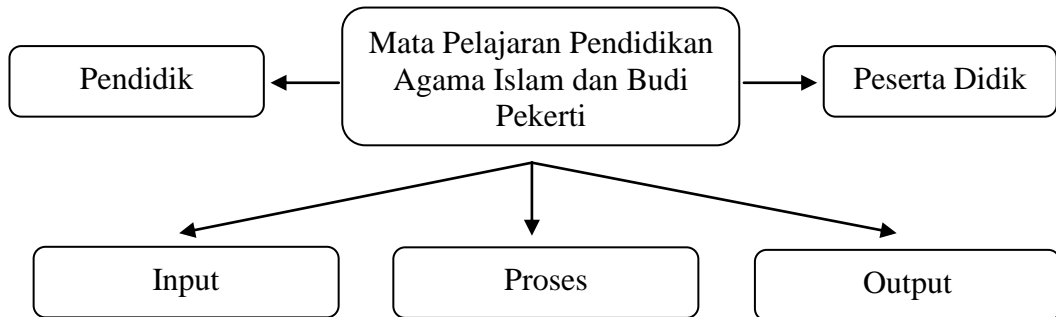 Pendidik
Mata Pelajaran Pendidikan
Agama Islam dan Budi
Pekerti
Peserta Didik
Input
Proses
Output